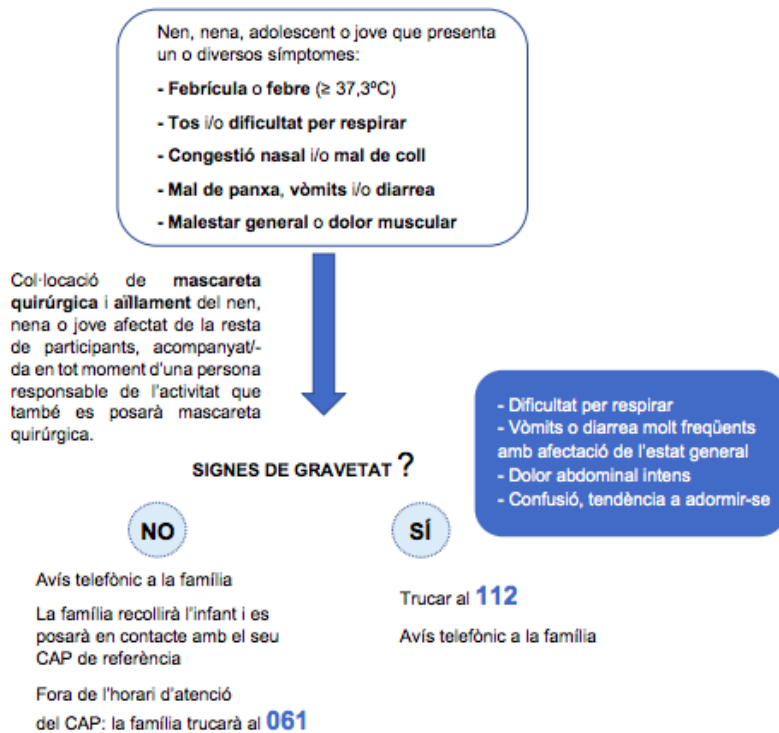 Nen, nena, adolescent o jove que presenta
un o diversos símptomes:
- Febrícula o febre (≥ 37,3ºC)
- Tos i/o dificultat per respirar
- Congestió nasal i/o mal de coll
- Mal de panxa, vòmits i/o diarrea
- Malestar general o dolor muscular
Col·locació de mascareta
quirúrgica i aïllament del nen,
nena o jove afectat de la resta
de participants, acompanyat/-
da en tot moment d'una persona
responsable de l'activitat que
també es posarà mascareta
quirúrgica.
- Dificultat per respirar
- Vòmits o diarrea molt freqüents
amb afectació de l'estat general
- Dolor abdominal intens
- Confusió, tendència a adormir-se
SIGNES DE GRAVETAT ?
NO
Avís telefònic a la família
La família recollirà l'infant i es
posarà en contacte amb el seu
CAP de referència
Fora de l'horari d'atenció
del CAP: la família trucarà al 061
SÍ
Trucar al 112
Avís telefònic a la família